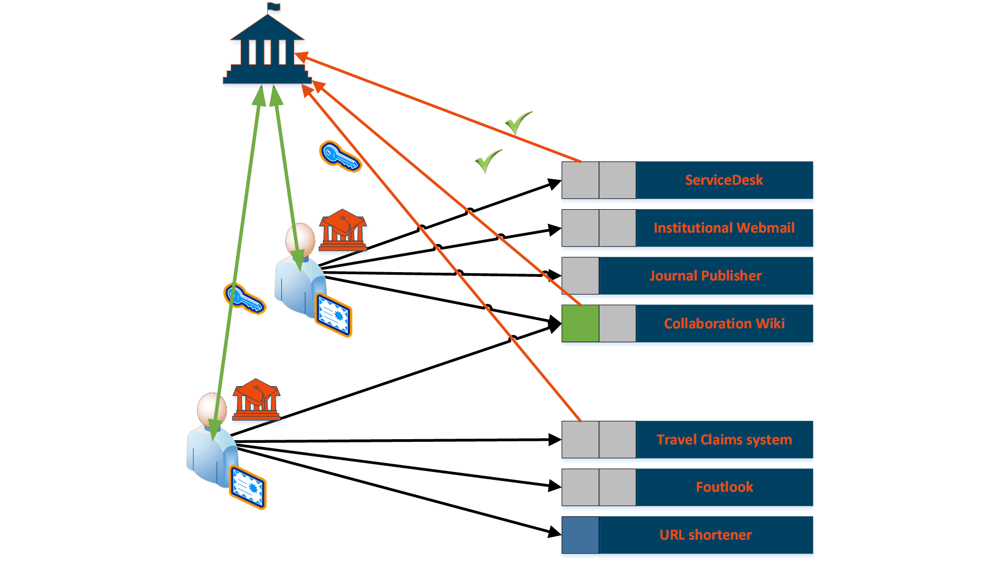 ServiceDesk
Institutional Webmail
Journal Publisher
Collaboration Wiki
Travel Claims system
Foutlook
URL shortener